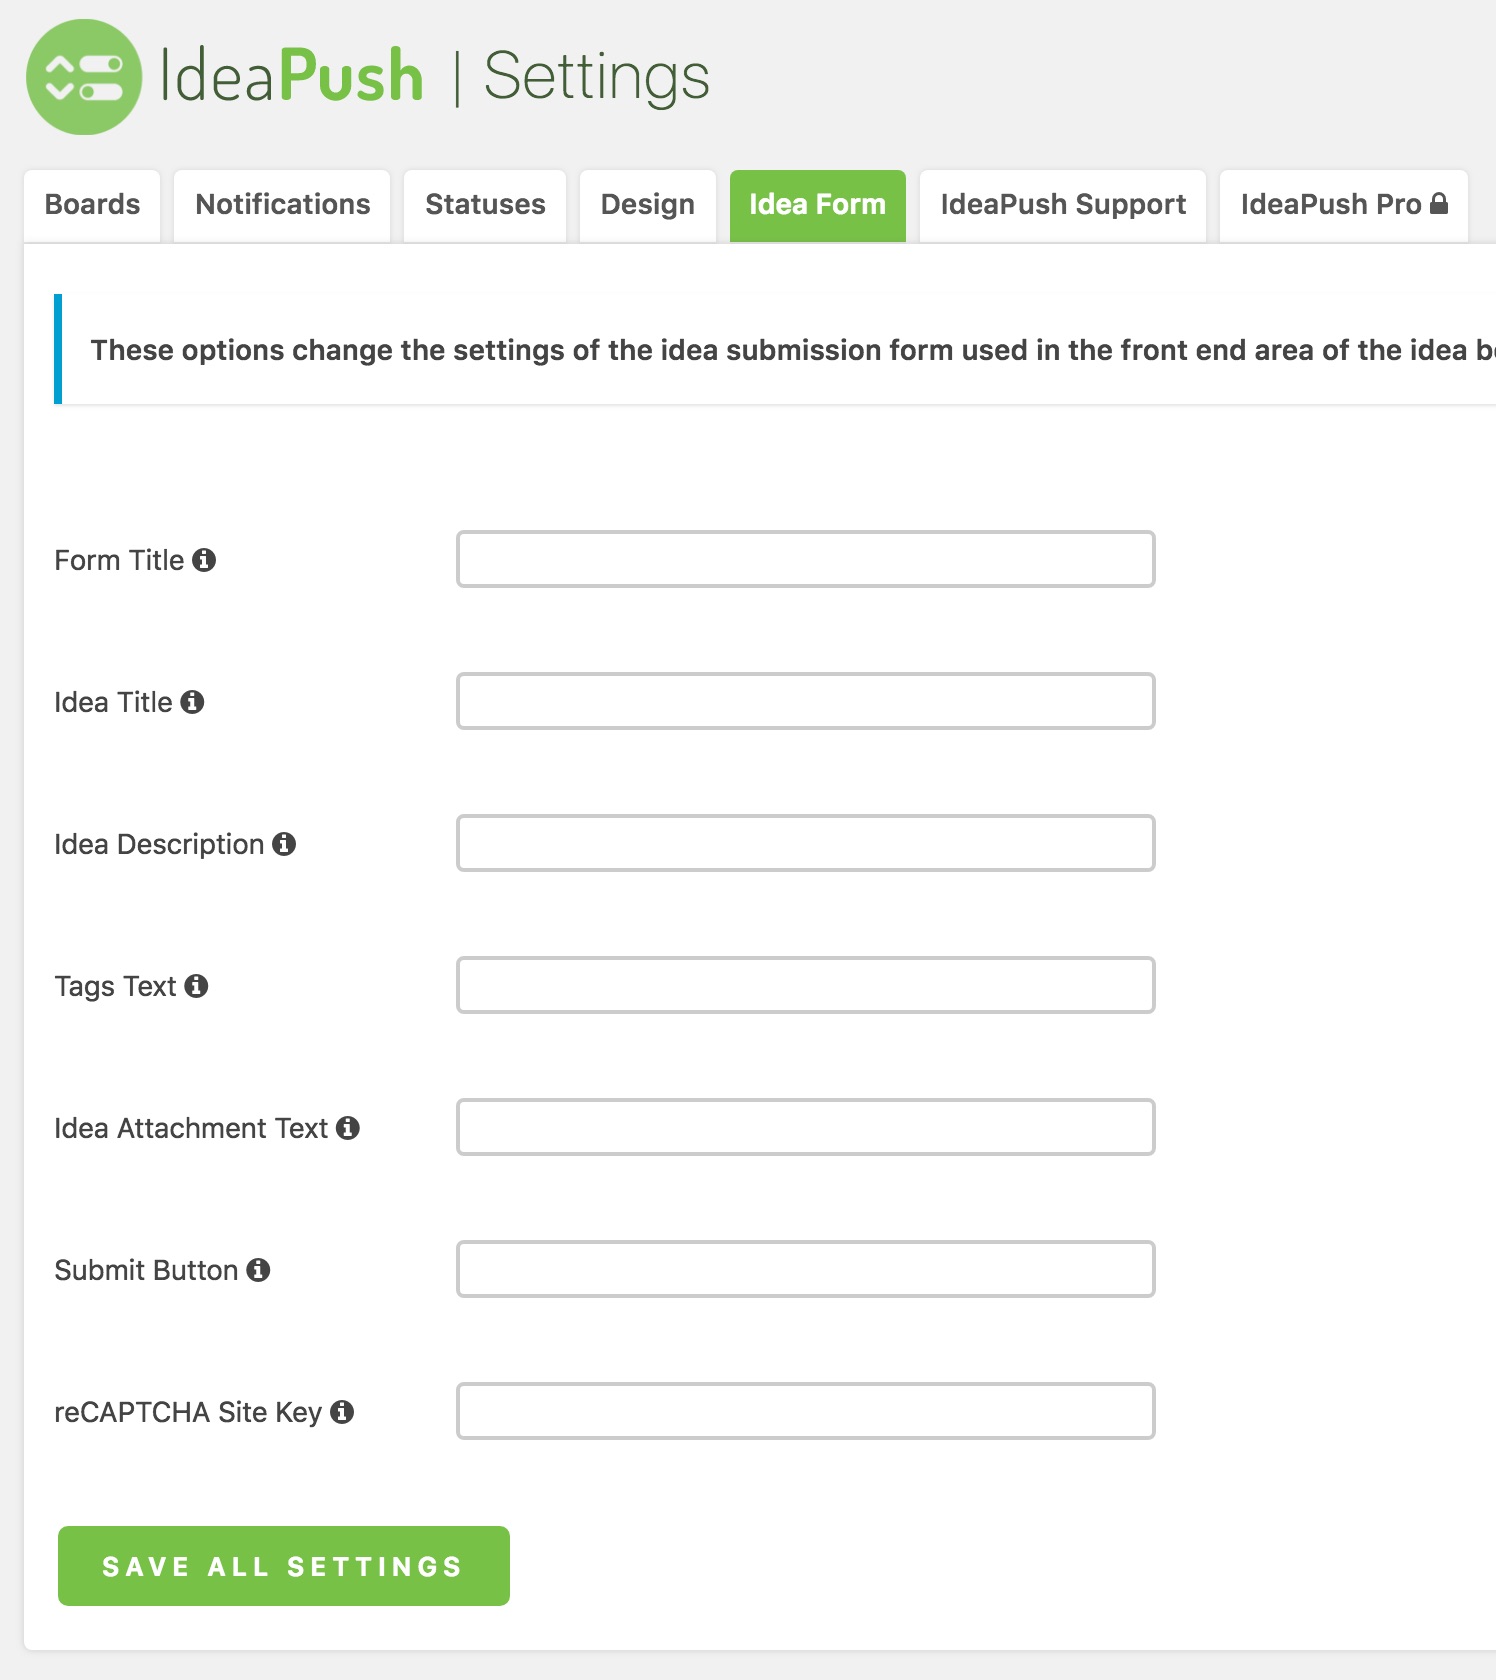 IdeaPush | Settings
Boards Notifications Statuses Design Idea Form IdeaPush Support IdeaPush Pro
These options change the settings of the idea submission form used in the front end area of the idea
Form Title
Idea Title
Idea Description
Tags Text
Idea Attachment Text
Submit Button
reCAPTCHA Site Key
SAVE ALL SETTINGS